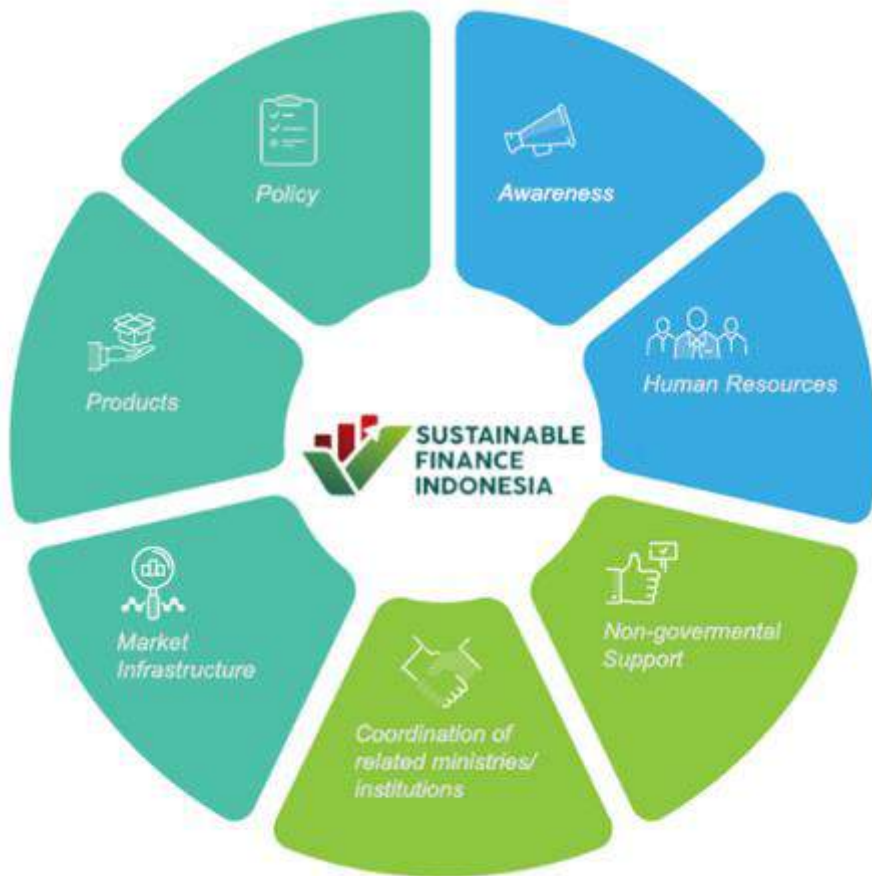 Policy
Awareness
Products
Human Resources
SUSTAINABLE
FINANCE
INDONESIA
Market
Infrastructure
Non-govermental
Support
Coordination of
related ministries/
institutions